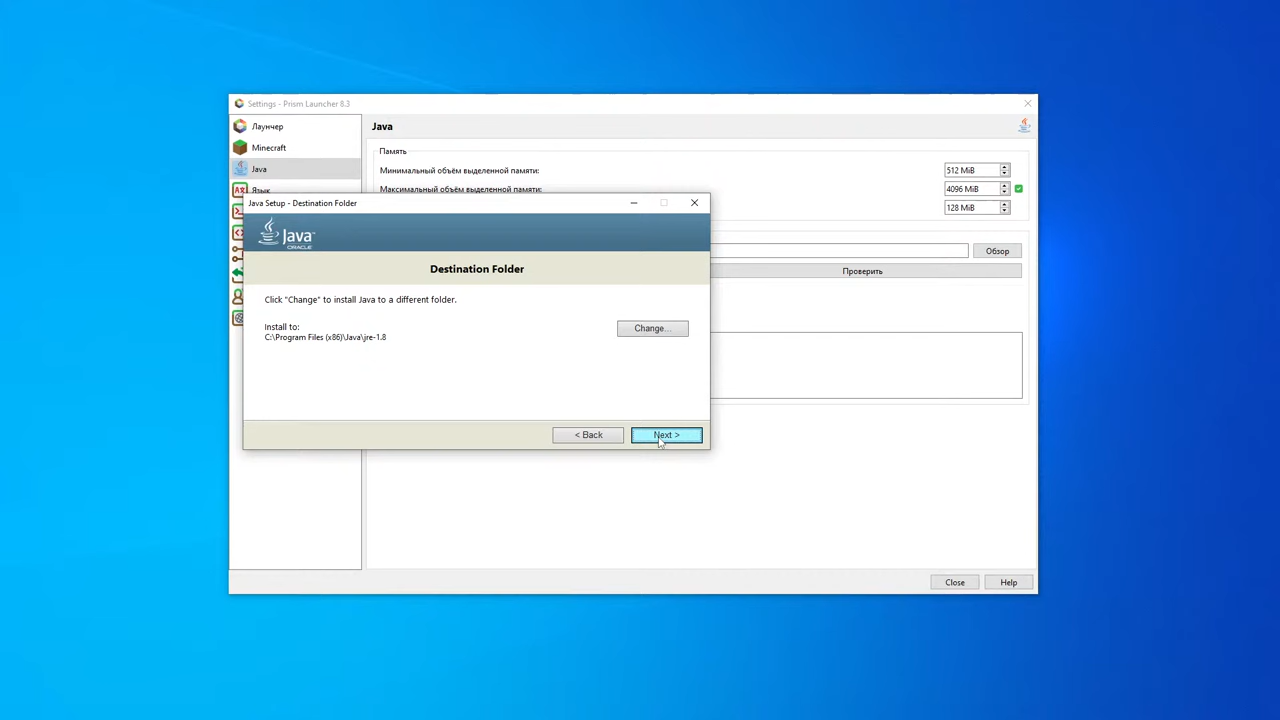 Settings - Prism Launcher 8.3
Лаунчер
Minecraft
Java
Язык
Java
Память
Минимальный объём выделенной памяти:
512 MiB
Максимальный объём выделенной памяти:
4096 MiB
128 MiB
Обзор
Проверить
Java Setup - Destination Folder
Java™
ORACLE
Destination Folder
Click "Change" to install Java to a different folder.
Install to:
C:\Program Files (x86)\Java\jre-1.8
Change...
< Back
Next >
Close
Help